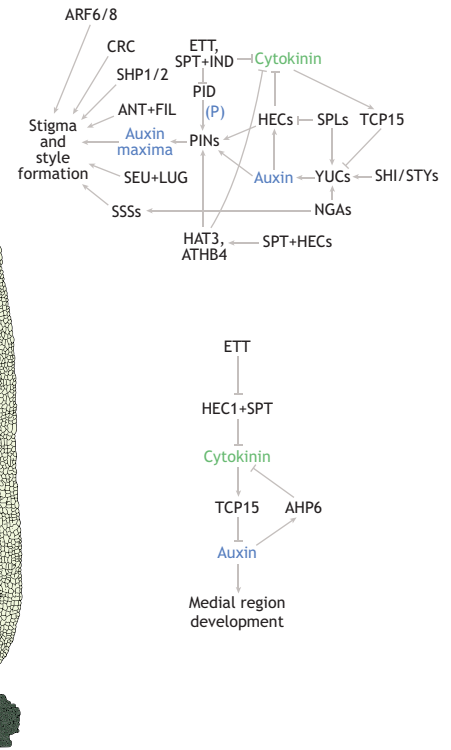 ARF6/8
CRC
SHP1/2
ANT+FIL
Stigma
and
style
formation
Auxin
maxima
SEU+LUG
SSSs
ETT,
SPT+IND
PID
(P)
PINs
Cytokinin
HECs
SPLs
TCP15
Auxin
YUCs
SHI/STYs
NGAs
HAT3,
ATHB4
SPT+HECs
ETT
HEC1+SPT
Cytokinin
TCP15
AHP6
Auxin
Medial region
development